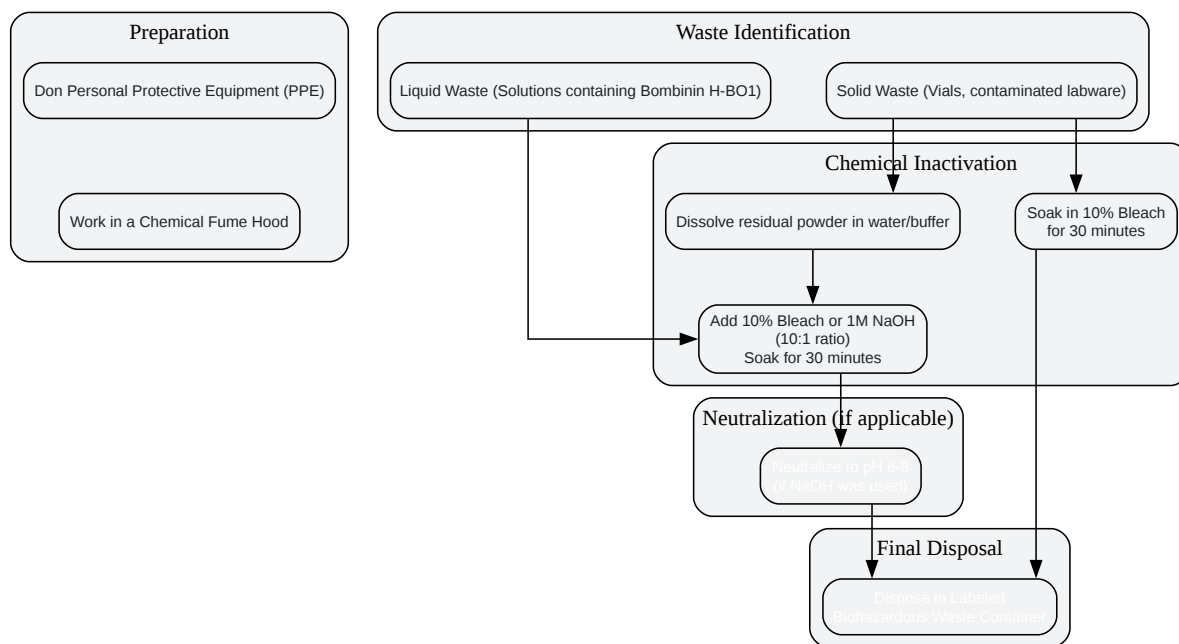 Preparation
Don Personal Protective Equipment (PPE)
Work in a Chemical Fume Hood
Waste Identification
Liquid Waste (Solutions containing Bombinin H-BO1)
Solid Waste (Vials, contaminated labware)
Chemical Inactivation
Dissolve residual powder in water/buffer
Soak in 10% Bleach
for 30 minutes
Add 10% Bleach or 1M NaOH
(10:1 ratio)
Soak for 30 minutes
Neutralization (if applicable)
Neutralize to pH 6-8
(if NaOH was used)
Final Disposal
Dispose in Labeled
Biohazardous Waste Container